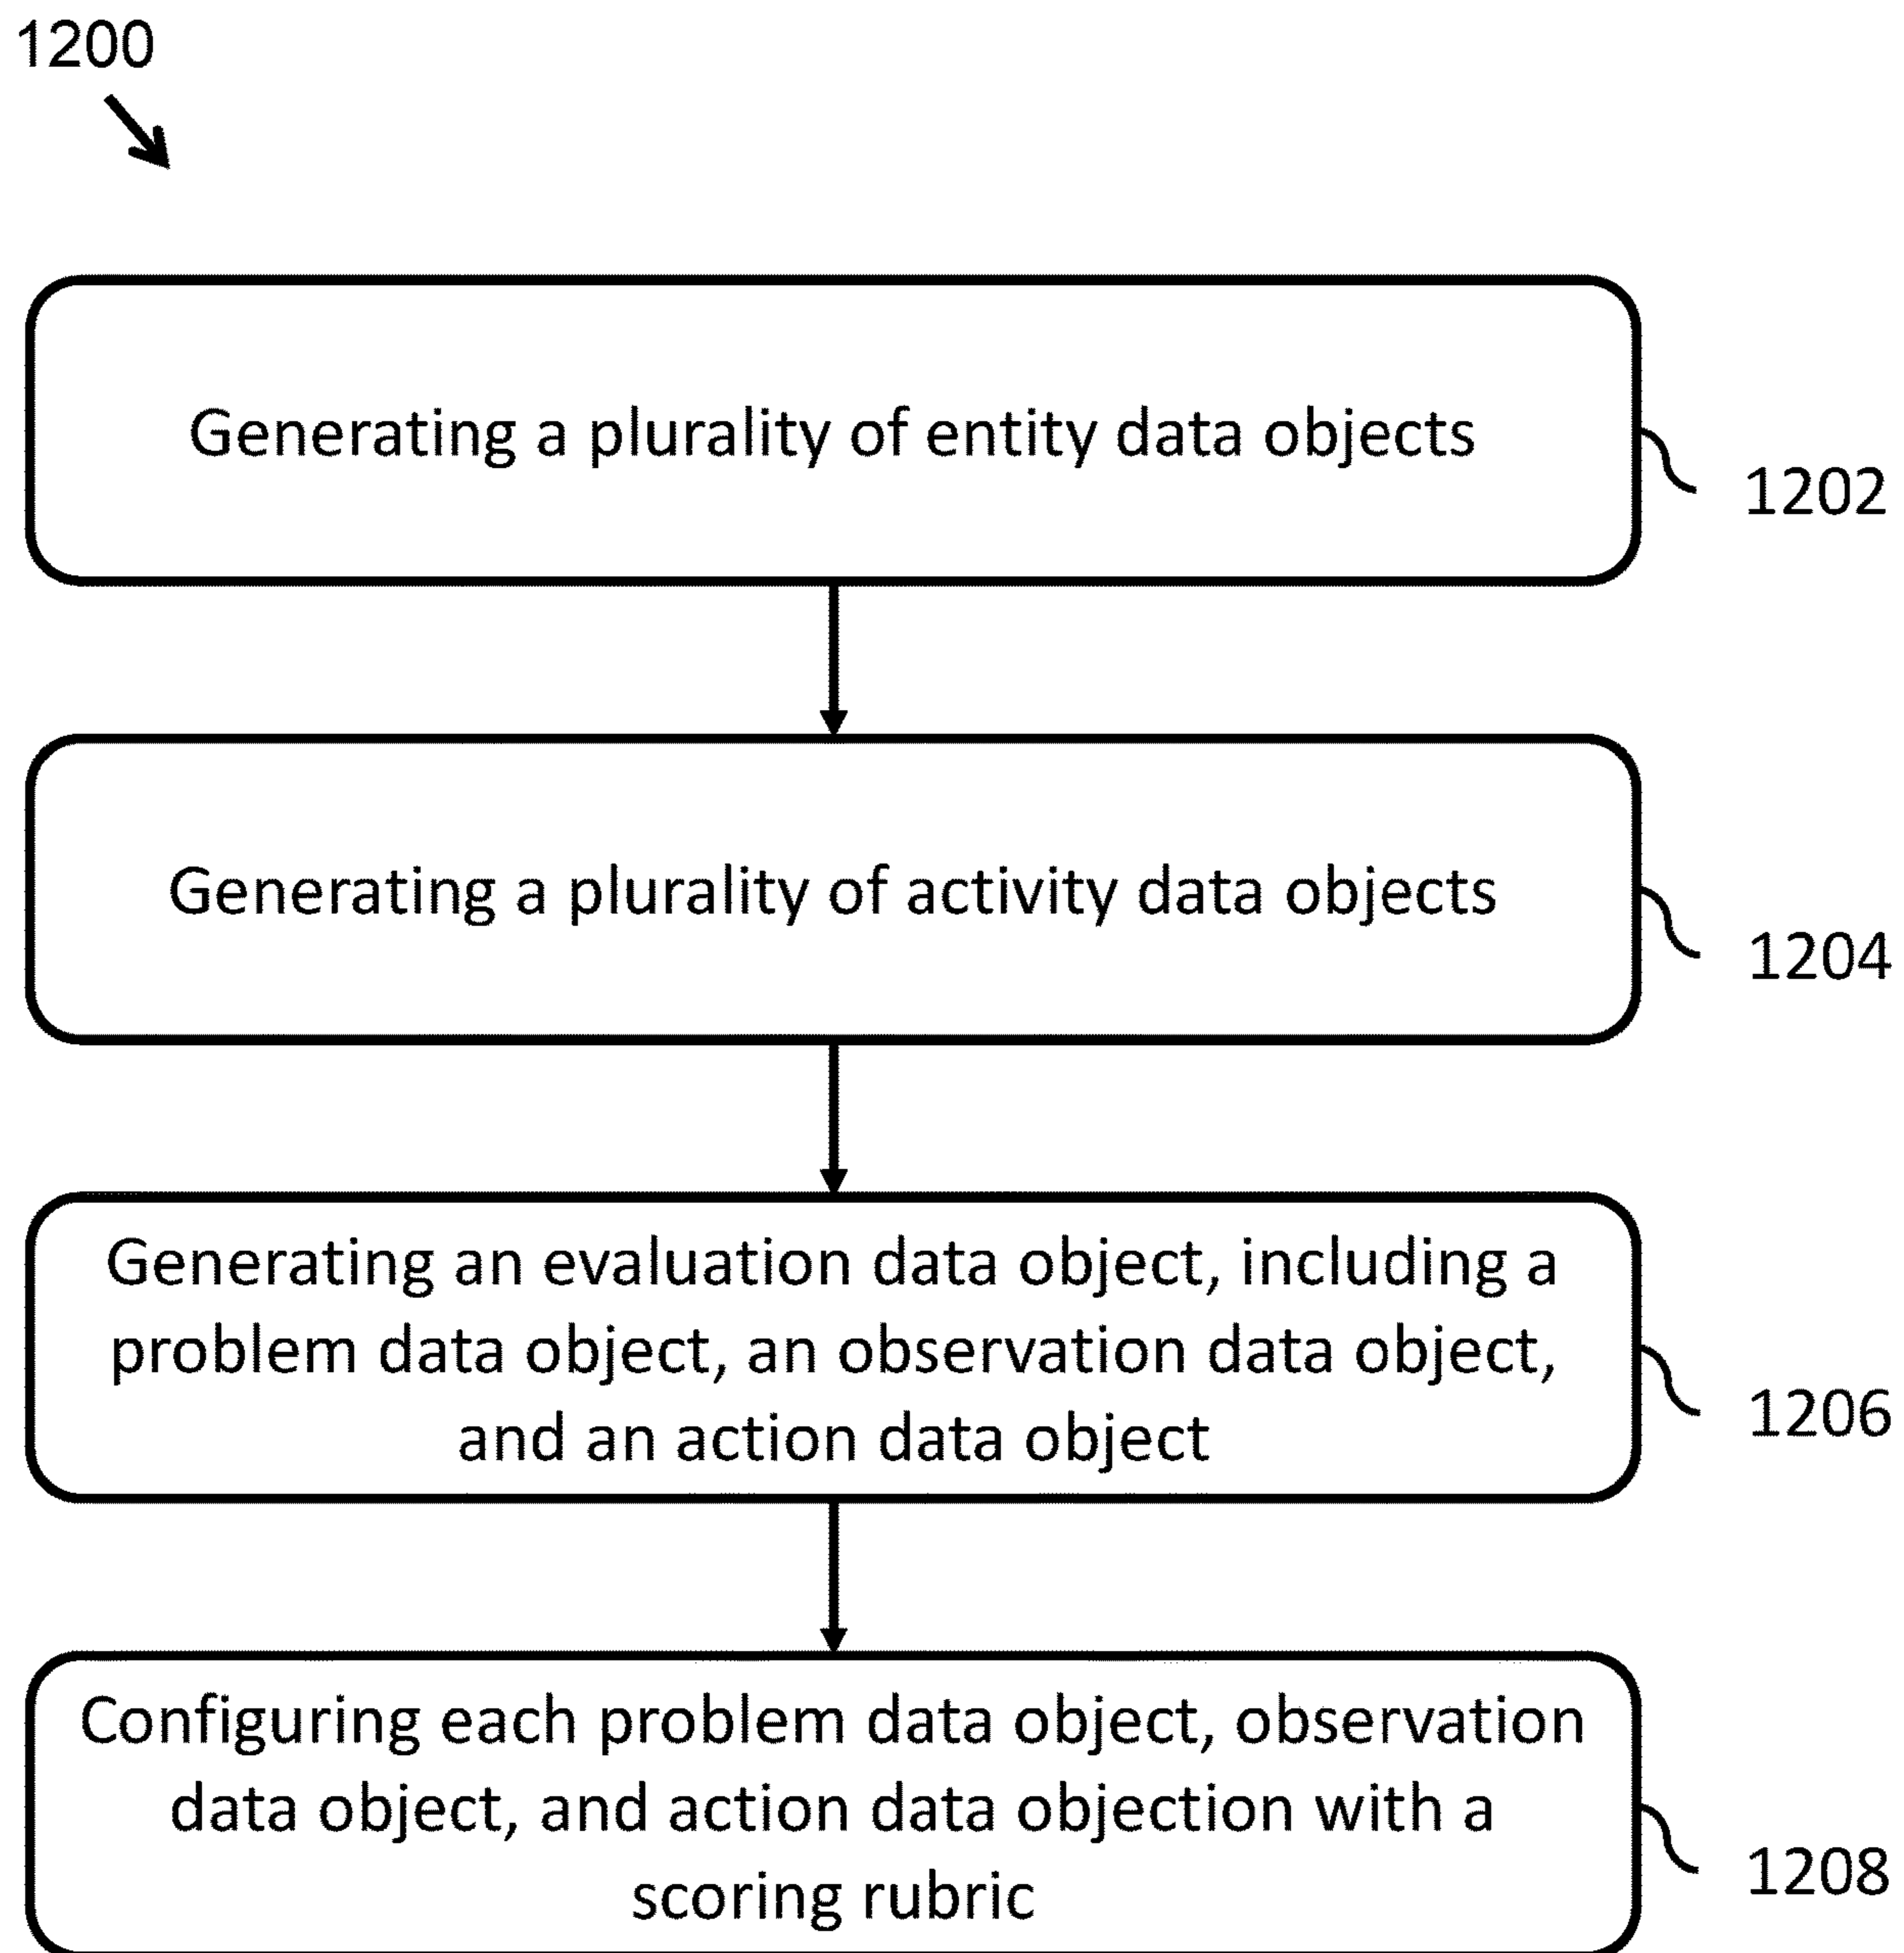 1200
Generating a plurality of entity data objects
1202
Generating a plurality of activity data objects
1204
Generating an evaluation data object, including a
problem data object, an observation data object,
and an action data object
1206
Configuring each problem data object, observation
data object, and action data objection with a
scoring rubric
1208